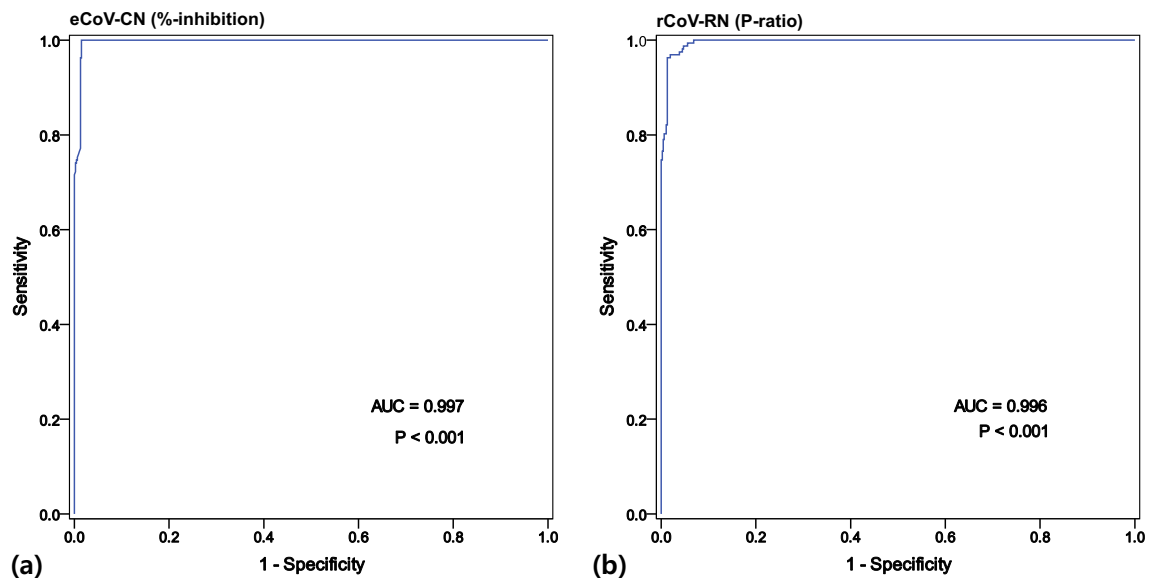 eCoV-CN (%-inhibition)
1.0
0.8
0.6
0.4
0.2
0.0
Sensitivity
AUC = 0.997
P < 0.001
0.0 0.2 0.4 0.6 0.8 1.0
1 - Specificity
(a)
rCoV-RN (P-ratio)
1.0
0.8
0.6
0.4
0.2
0.0
Sensitivity
AUC = 0.996
P < 0.001
0.0 0.2 0.4 0.6 0.8 1.0
1 - Specificity
(b)